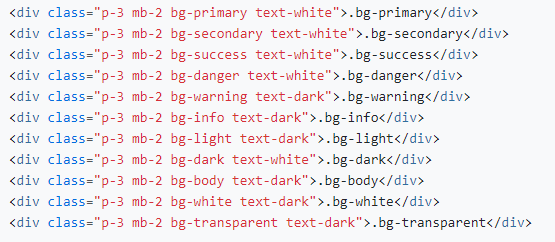 <div class="p-3 mb-2 bg-primary text-white">.bg-primary</div>
<div class="p-3 mb-2 bg-secondary text-white">.bg-secondary</div>
<div class="p-3 mb-2 bg-success text-white">.bg-success</div>
<div class="p-3 mb-2 bg-danger text-white">.bg-danger</div>
<div class="p-3 mb-2 bg-warning text-dark">.bg-warning</div>
<div class="p-3 mb-2 bg-info text-dark">.bg-info</div>
<div class="p-3 mb-2 bg-light text-dark">.bg-light</div>
<div class="p-3 mb-2 bg-dark text-white">.bg-dark</div>
<div class="p-3 mb-2 bg-body text-dark">.bg-body</div>
<div class="p-3 mb-2 bg-white text-dark">.bg-white</div>
<div class="p-3 mb-2 bg-transparent text-dark">.bg-transparent</div>